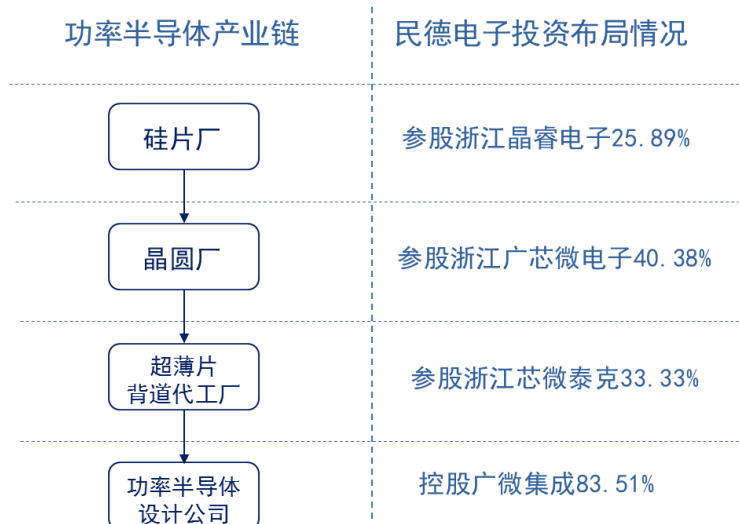 功率半导体产业链
民德电子投资布局情况
硅片厂
参股浙江晶睿电子25.89%
晶圆厂
参股浙江广芯微电子40.38%
超薄片
背道代工厂
参股浙江芯微泰克33.33%
功率半导体
设计公司
控股广微集成83.51%